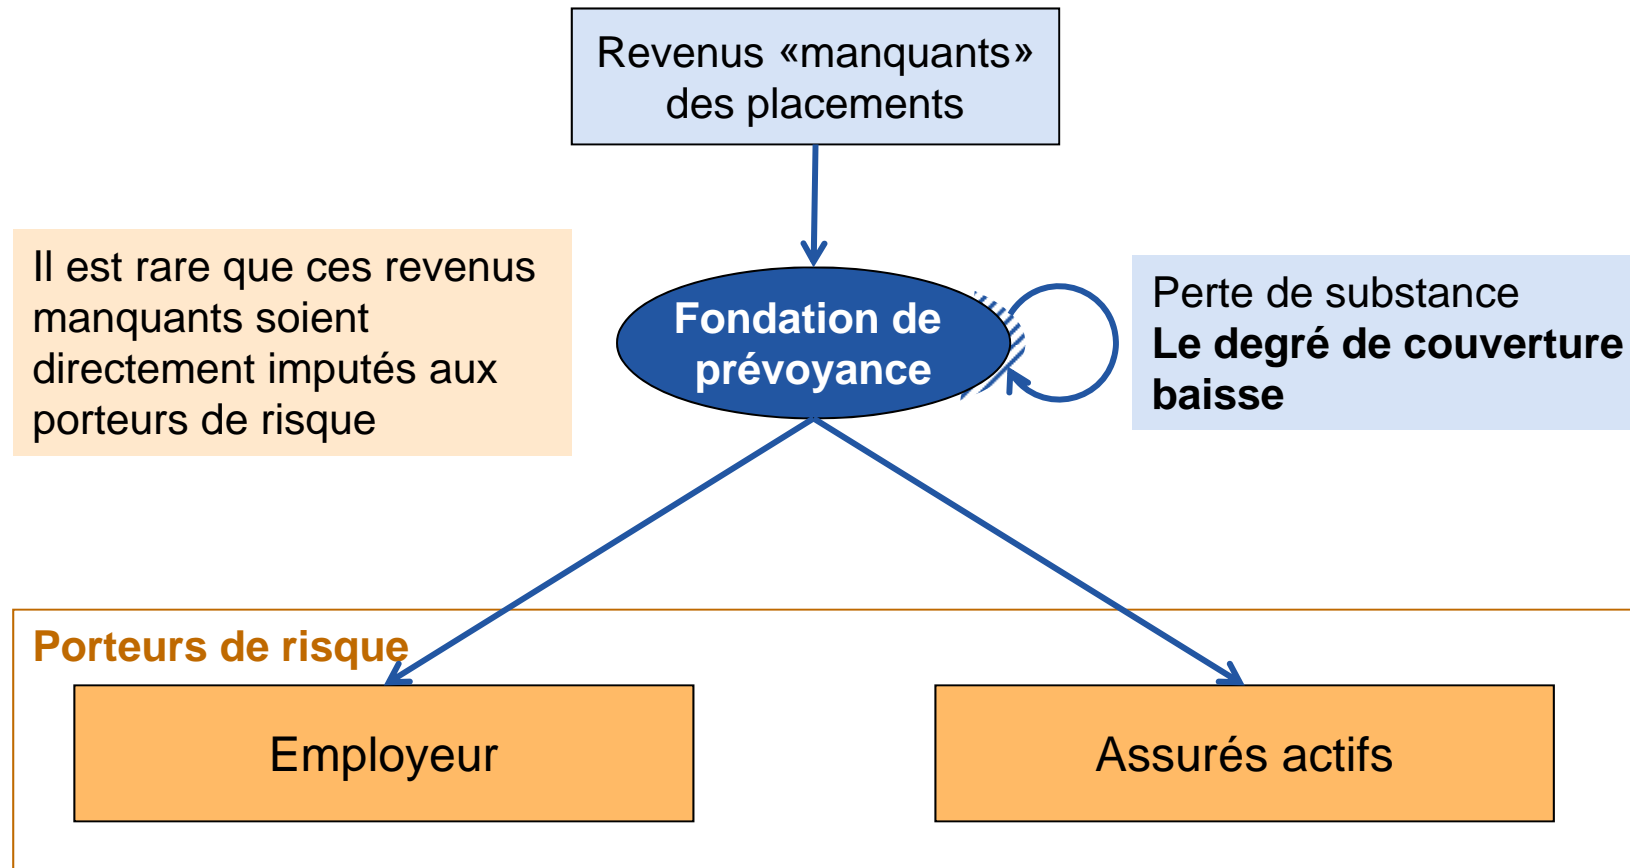 Revenus «manquants»
des placements
Il est rare que ces revenus
manquants soient
directement imputés aux
porteurs de risque
Fondation de
prévoyance
Perte de substance
Le degré de couverture
baisse
Porteurs de risque
Employeur
Assurés actifs